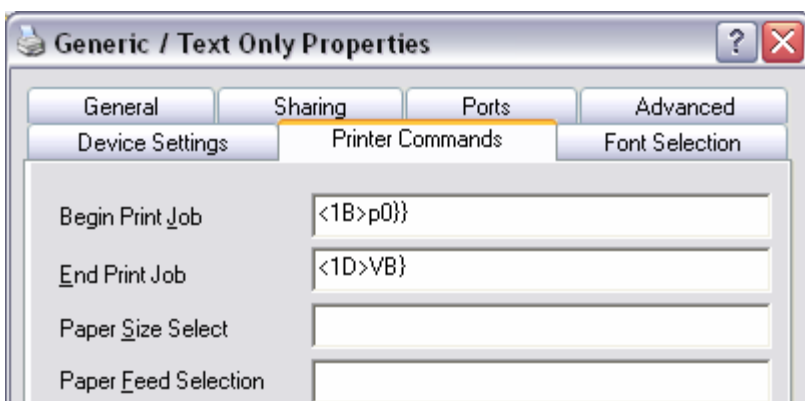 Generic / Text Only Properties
General Sharing Ports Advanced
Device Settings Printer Commands Font Selection
Begin Print Job <1B>p0}}
End Print Job <1D>VB}
Paper Size Select
Paper Feed Selection